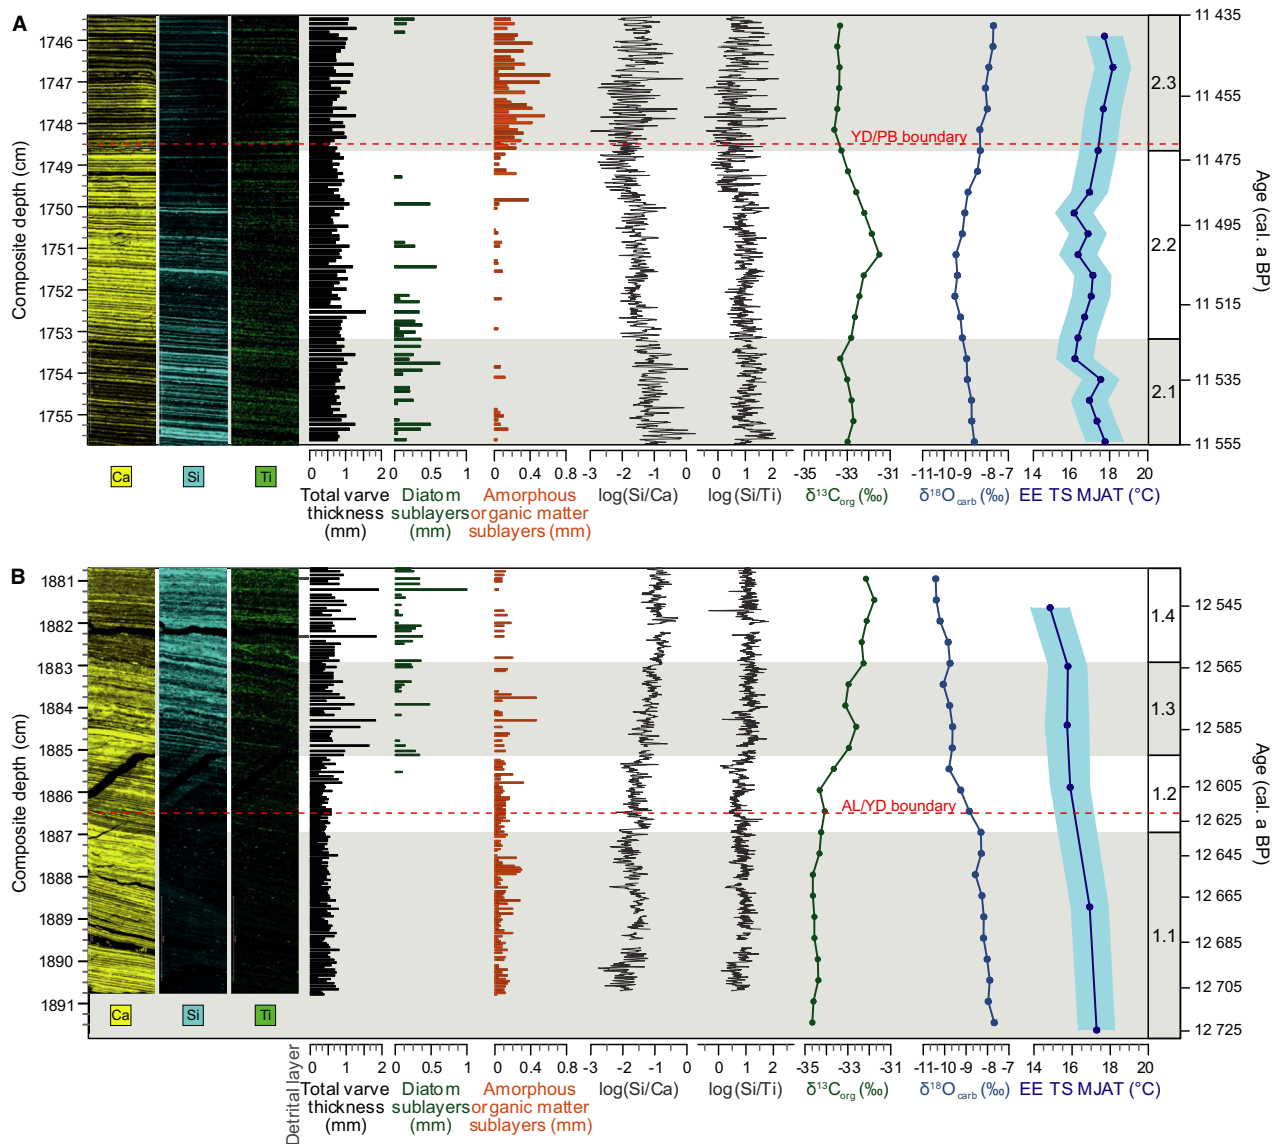 A
Composite depth (cm)
1746
1747
1748
1749
1750
1751
1752
1753
1754
1755
YD/PB boundary
2.3
2.2
2.1
11 435
11 455
11 475
11 495
11 515
11 535
11 555
Age (cal. a BP)
Ca Si Ti
0 1 2 0 0.5 1 0 0.4 0.8 -3 -2 -1 0 0 1 2 -35 -33 -31 -11 -10 -9 -8 -7 14 16 18 20
Total varve thickness (mm)
Diatom sublayers (mm)
Amorphous organic matter sublayers (mm)
log(Si/Ca)
log(Si/Ti)
δ13Corg (‰)
δ18Ocarb (‰)
EE TS MJAT (°C)
B
Composite depth (cm)
1881
1882
1883
1884
1885
1886
1887
1888
1889
1890
1891
AL/YD boundary
1.4
1.3
1.2
1.1
12 545
12 565
12 585
12 605
12 625
12 645
12 665
12 685
12 705
12 725
Age (cal. a BP)
Ca Si Ti
Detrital layer
0 1 2 0 0.5 1 0 0.4 0.8 -3 -2 -1 0 0 1 2 -35 -33 -31 -11 -10 -9 -8 -7 14 16 18 20
Total varve thickness (mm)
Diatom sublayers (mm)
Amorphous organic matter sublayers (mm)
log(Si/Ca)
log(Si/Ti)
δ13Corg (‰)
δ18Ocarb (‰)
EE TS MJAT (°C)